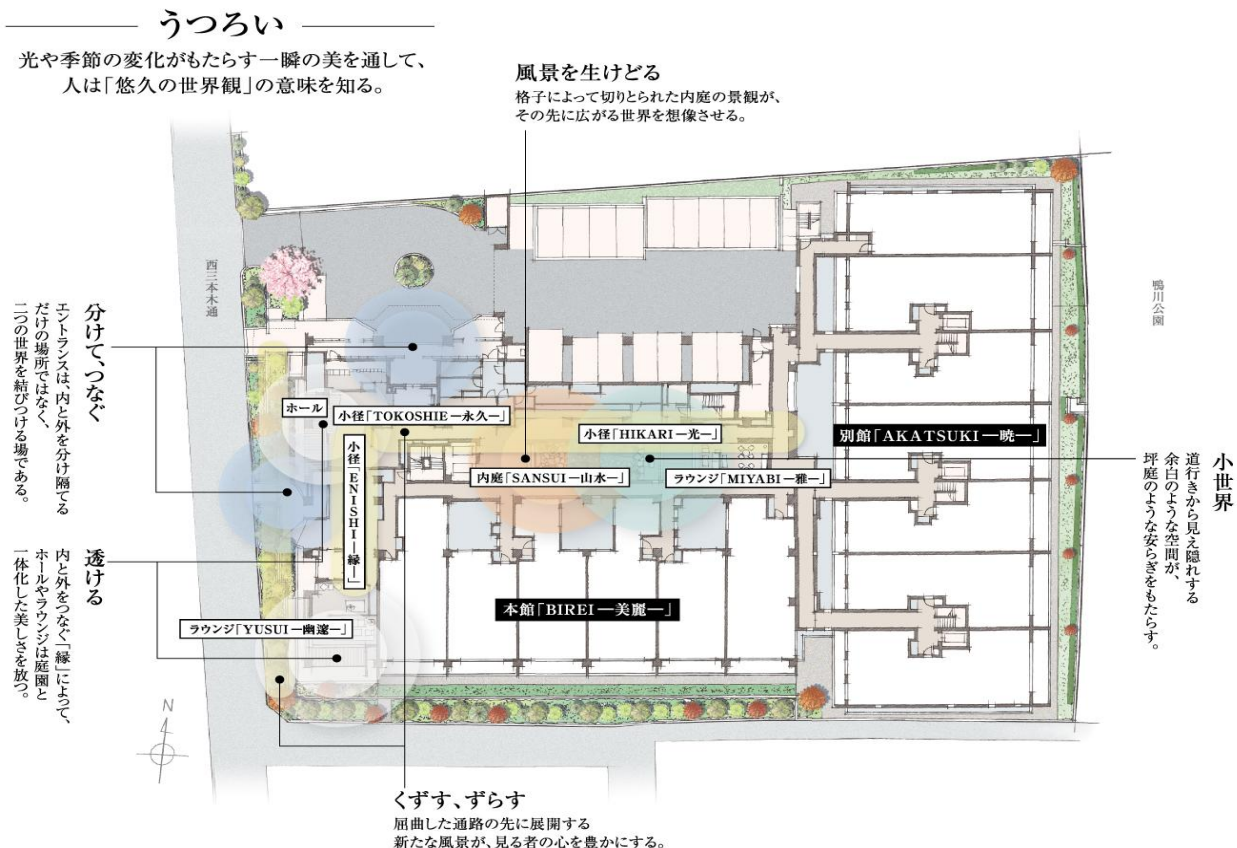 うつろい
光や季節の変化がもたらす一瞬の美を通して、
人は「悠久の世界観」の意味を知る。
風景を生けどる
格子によって切りとられた内庭の景観が、
その先に広がる世界を想像させる。
西三本木通
鴨川公園
分けて、つなぐ
エントランスは、内と外を分け隔てる
だけの場所ではなく、
二つの世界を結びつける場である。
ホール
小径「TOKOSHIE―永久―」
小径「ENISHI―縁―」
小径「HIKARI―光―」
内庭「SANSUI―山水―」
ラウンジ「MIYABI―雅―」
別館「AKATSUKI―暁―」
小世界
道行きから見え隠れする
余白のような空間が、
坪庭のような安らぎをもたらす。
透ける
内と外をつなぐ「縁」によって、
ホールやラウンジは庭園と
一体化した美しさを放つ。
本館「BIREI―美麗―」
ラウンジ「YUSUI―幽邃―」
N
くずす、ずらす
屈曲した通路の先に展開する
新たな風景が、見る者の心を豊かにする。